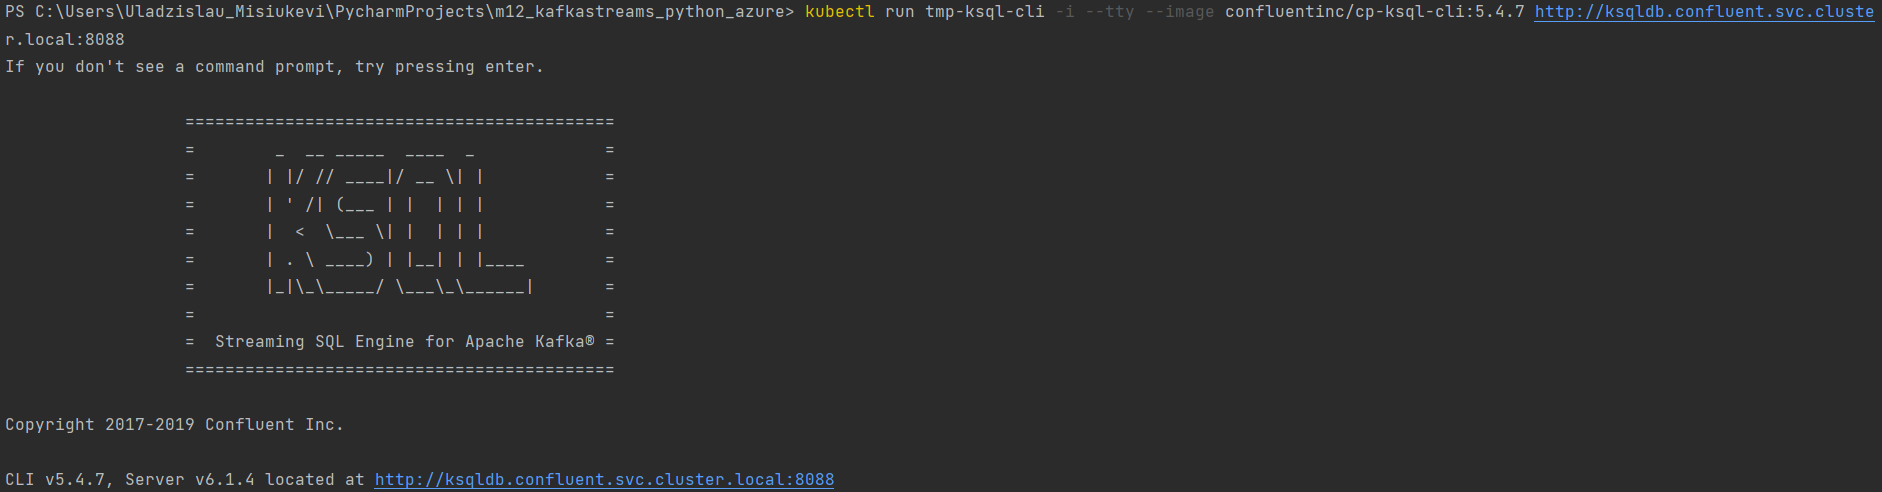 PS C:\Users\Uladzislau_Misiukevi\PycharmProjects\m12_kafkastreams_python_azure> kubectl run tmp-ksql-cli -i --tty --image confluentinc/cp-ksql-cli:5.4.7 http://ksqldb.confluent.svc.cluste
r.local:8088
If you don't see a command prompt, try pressing enter.

                  ===========================================
                  =        _  __ _____  ____  _             =
                  =       | |/ // ____|/ __ \| |            =
                  =       | ' /| (___ | |  | | |            =
                  =       |  <  \___ \| |  | | |            =
                  =       | . \ ____) | |__| | |____        =
                  =       |_|\_\_____/ \___\_\______|       =
                  =                                         =
                  =  Streaming SQL Engine for Apache Kafka® =
                  ===========================================

Copyright 2017-2019 Confluent Inc.

CLI v5.4.7, Server v6.1.4 located at http://ksqldb.confluent.svc.cluster.local:8088